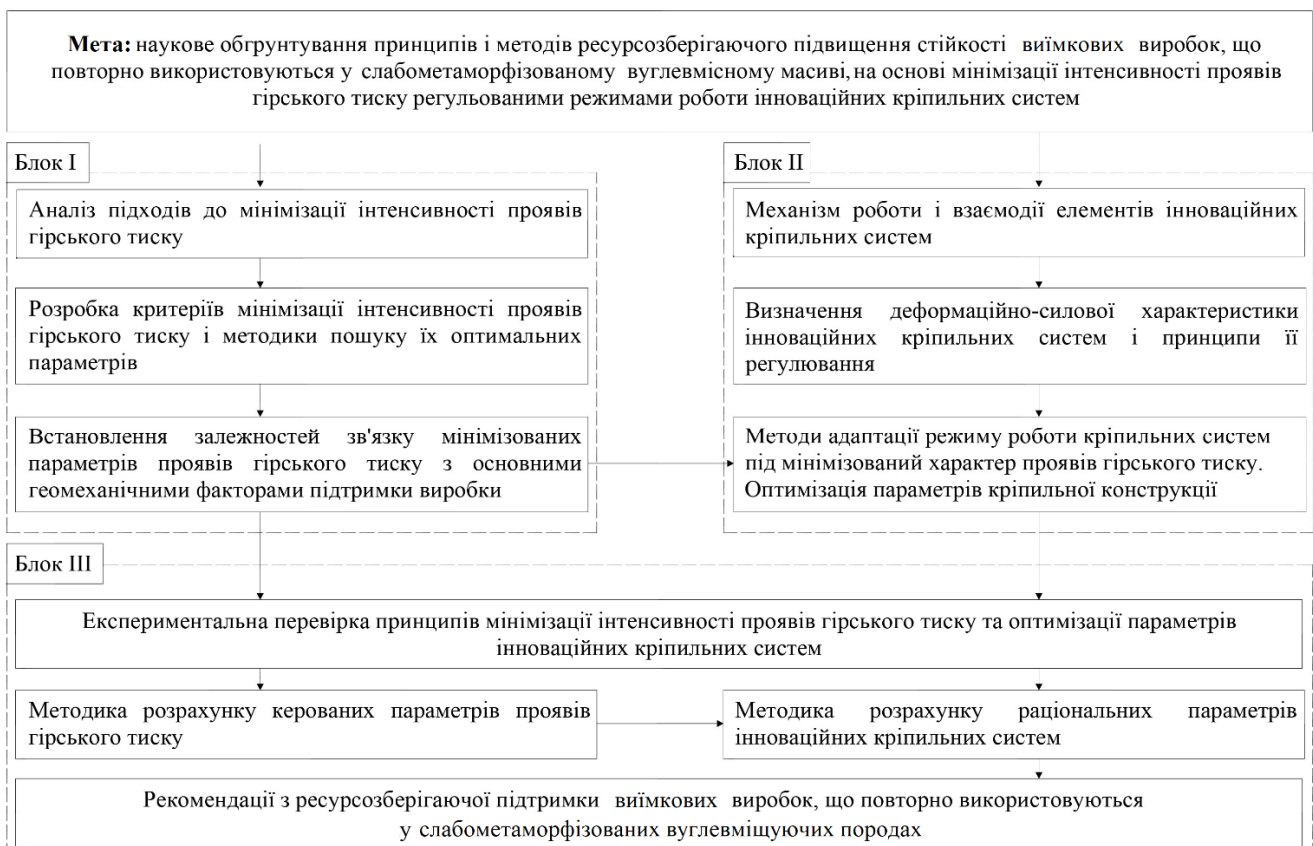 Мета: наукове обгрунтування принципів і методів ресурсозберігаючого підвищення стійкості виїмкових виробок, що
повторно використовуються у слабометаморфізованому вуглевмісному масиві, на основі мінімізації інтенсивності проявів
гірського тиску регульованими режимами роботи інноваційних кріпильних систем
Блок I
Аналіз підходів до мінімізації інтенсивності проявів
гірського тиску
Розробка критеріїв мінімізації інтенсивності проявів
гірського тиску і методики пошуку їх оптимальних
параметрів
Встановлення залежностей зв'язку мінімізованих
параметрів проявів гірського тиску з основними
геомеханічними факторами підтримки виробки
Блок II
Механізм роботи і взаємодії елементів інноваційних
кріпильних систем
Визначення деформаційно-силової характеристики
інноваційних кріпильних систем і принципи її
регулювання
Методи адаптації режиму роботи кріпильних систем
під мінімізований характер проявів гірського тиску.
Оптимізація параметрів кріпильної конструкції
Блок III
Експериментальна перевірка принципів мінімізації інтенсивності проявів гірського тиску та оптимізації параметрів
інноваційних кріпильних систем
Методика розрахунку керованих параметрів проявів
гірського тиску
Методика розрахунку раціональних параметрів
інноваційних кріпильних систем
Рекомендації з ресурсозберігаючої підтримки виїмкових виробок, що повторно використовуються
у слабометаморфізованих вуглевміщуючих породах